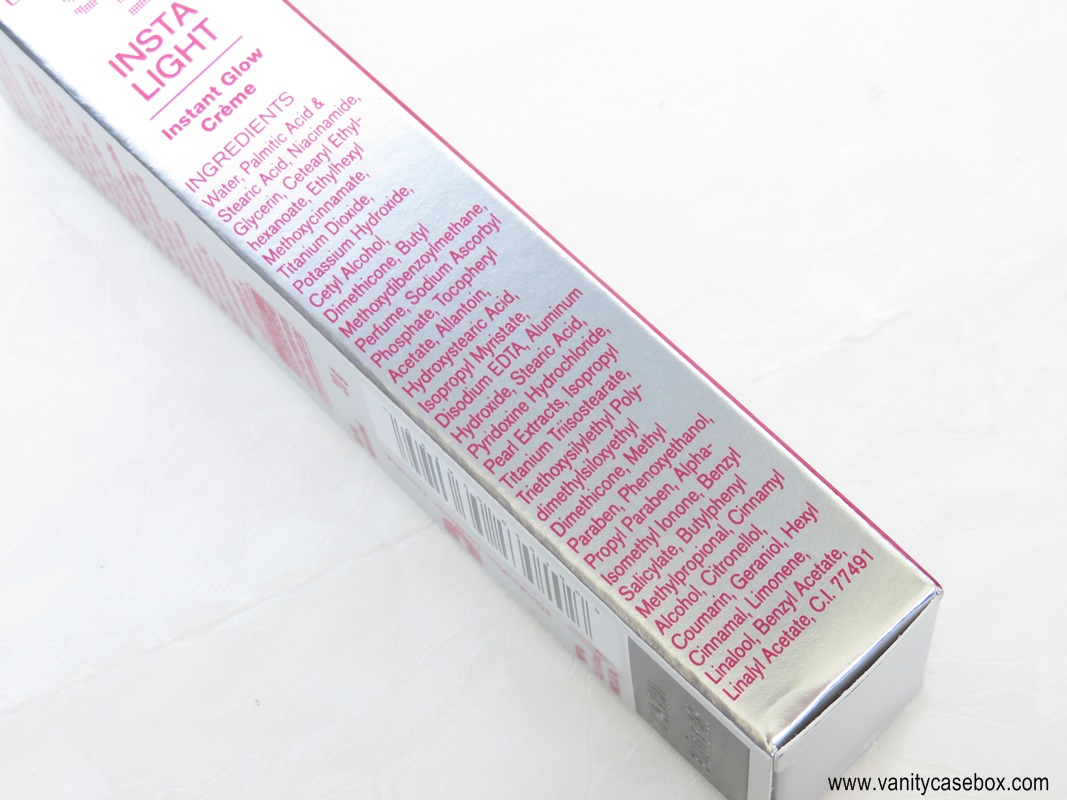 INSTA
LIGHT
Instant Glow
Crème
INGREDIENTS
Water, Palmitic Acid &
Stearic Acid, Niacinamide,
Glycerin, Cetearyl Ethyl-
hexanoate, Ethylhexyl
Methoxycinnamate,
Titanium Dioxide,
Potassium Hydroxide,
Cetyl Alcohol,
Dimethicone, Butyl
Methoxydibenzoylmethane,
Perfume, Sodium Ascorbyl
Phosphate, Tocopheryl
Acetate, Allantoin,
Hydroxystearic Acid,
Isopropyl Myristate,
Disodium EDTA, Aluminum
Hydroxide, Stearic Acid,
Pyridoxine Hydrochloride,
Pearl Extracts, Isopropyl
Titanium Triisostearate,
Triethoxysilylethyl Poly-
dimethylsiloxyethyl
Dimethicone, Methyl
Paraben, Phenoxyethanol,
Propyl Paraben, Alpha-
Isomethyl Ionone, Benzyl
Salicylate, Butylphenyl
Methylpropional, Cinnamyl
Alcohol, Citronellol,
Coumarin, Geraniol, Hexyl
Cinnamal, Limonene,
Linalool, Benzyl Acetate,
Linalyl Acetate, C.I. 77491
www.vanitycasebox.com